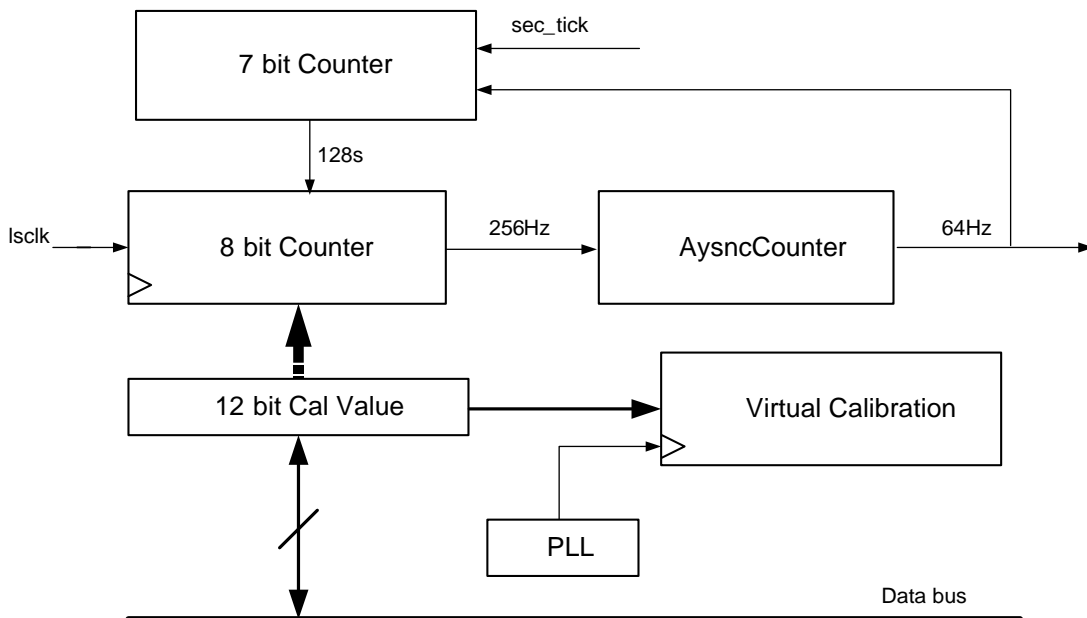 sec_tick
7 bit Counter
128s
lsclk
8 bit Counter
256Hz
AysncCounter
64Hz
12 bit Cal Value
Virtual Calibration
PLL
Data bus